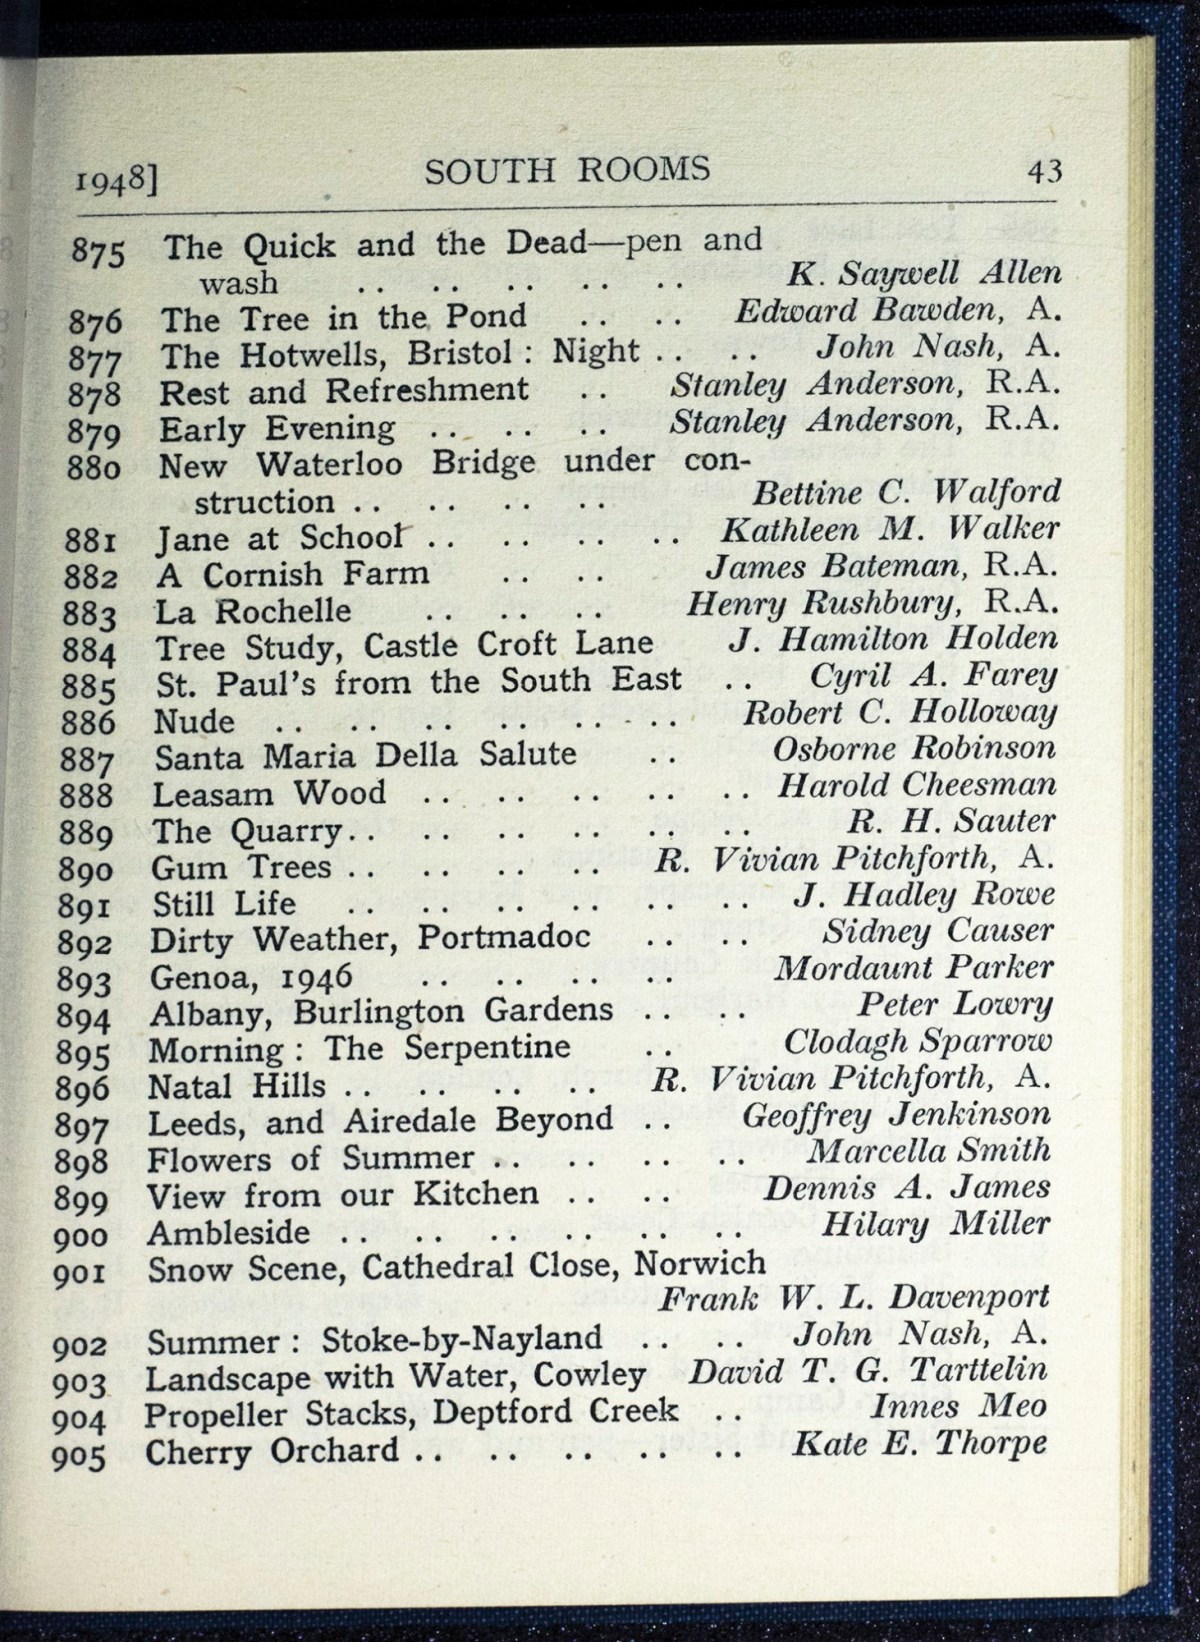 1948] SOUTH ROOMS 43
875 The Quick and the Dead—pen and
wash .. .. .. .. .. K. Saywell Allen
876 The Tree in the Pond .. .. Edward Bawden, A.
877 The Hotwells, Bristol : Night .. .. John Nash, A.
878 Rest and Refreshment .. Stanley Anderson, R.A.
879 Early Evening .. .. .. Stanley Anderson, R.A.
880 New Waterloo Bridge under con-
struction .. .. .. .. Bettine C. Walford
881 Jane at School .. .. .. .. Kathleen M. Walker
882 A Cornish Farm .. .. James Bateman, R.A.
883 La Rochelle .. .. .. Henry Rushbury, R.A.
884 Tree Study, Castle Croft Lane J. Hamilton Holden
885 St. Paul's from the South East .. Cyril A. Farey
886 Nude .. .. .. .. .. .. Robert C. Holloway
887 Santa Maria Della Salute .. Osborne Robinson
888 Leasam Wood .. .. .. .. .. Harold Cheesman
889 The Quarry .. .. .. .. .. .. R. H. Sauter
890 Gum Trees .. .. .. .. R. Vivian Pitchforth, A.
891 Still Life .. .. .. .. .. .. J. Hadley Rowe
892 Dirty Weather, Portmadoc .. .. Sidney Causer
893 Genoa, 1946 .. .. .. .. Mordaunt Parker
894 Albany, Burlington Gardens .. .. Peter Lowry
895 Morning : The Serpentine .. Clodagh Sparrow
896 Natal Hills .. .. .. .. R. Vivian Pitchforth, A.
897 Leeds, and Airedale Beyond .. Geoffrey Jenkinson
898 Flowers of Summer .. .. .. .. Marcella Smith
899 View from our Kitchen .. .. Dennis A. James
900 Ambleside .. .. .. .. .. .. Hilary Miller
901 Snow Scene, Cathedral Close, Norwich
Frank W. L. Davenport
902 Summer : Stoke-by-Nayland .. .. John Nash, A.
903 Landscape with Water, Cowley David T. G. Tarttelin
904 Propeller Stacks, Deptford Creek .. Innes Meo
905 Cherry Orchard .. .. .. .. .. Kate E. Thorpe